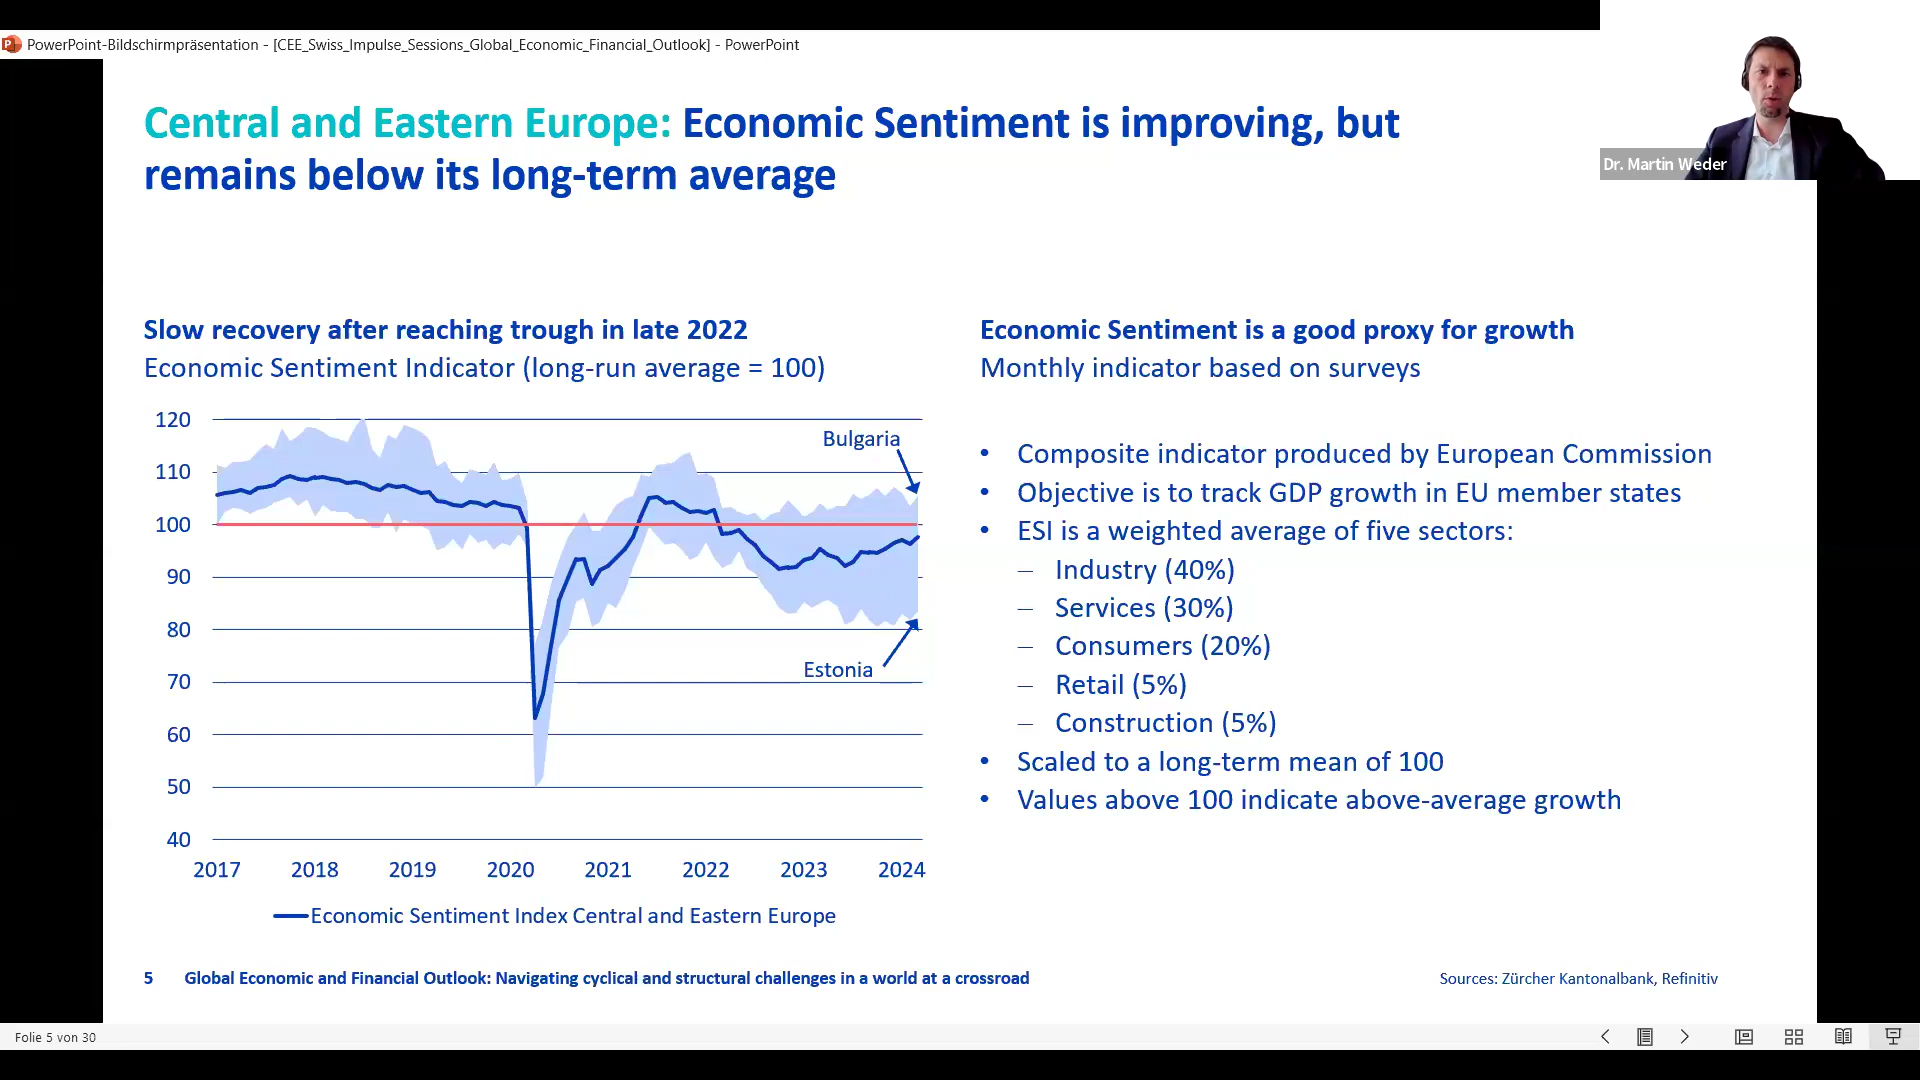 PowerPoint-Bildschirmpräsentation - [CEE_Swiss_Impulse_Sessions_Global_Economic_Financial_Outlook] - PowerPoint
Dr. Martin Weder
Central and Eastern Europe: Economic Sentiment is improving, but
remains below its long-term average
Slow recovery after reaching trough in late 2022
Economic Sentiment Indicator (long-run average = 100)
120
110
100
90
80
70
60
50
40
Bulgaria
Estonia
2017 2018 2019 2020 2021 2022 2023 2024
Economic Sentiment Index Central and Eastern Europe
Economic Sentiment is a good proxy for growth
Monthly indicator based on surveys
• Composite indicator produced by European Commission
• Objective is to track GDP growth in EU member states
• ESI is a weighted average of five sectors:
– Industry (40%)
– Services (30%)
– Consumers (20%)
– Retail (5%)
– Construction (5%)
• Scaled to a long-term mean of 100
• Values above 100 indicate above-average growth
5 Global Economic and Financial Outlook: Navigating cyclical and structural challenges in a world at a crossroad
Sources: Zürcher Kantonalbank, Refinitiv
Folie 5 von 30